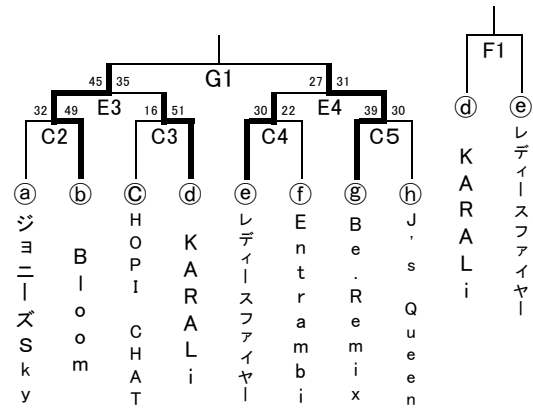 F1
G1
45 35 27 31
E3 E4
32 49 16 51 30 22 39 30
C2 C3 C4 C5
ⓓ ⓔ
KARALi
レディースファイヤー
ⓐ ⓑ Ⓒ ⓓ ⓔ ⓕ ⓖ ⓗ
ジョニーズSky
Bloom
HOPI CHAT
KARALi
レディースファイヤー
Entrambi
Be.Remix
J's Queen